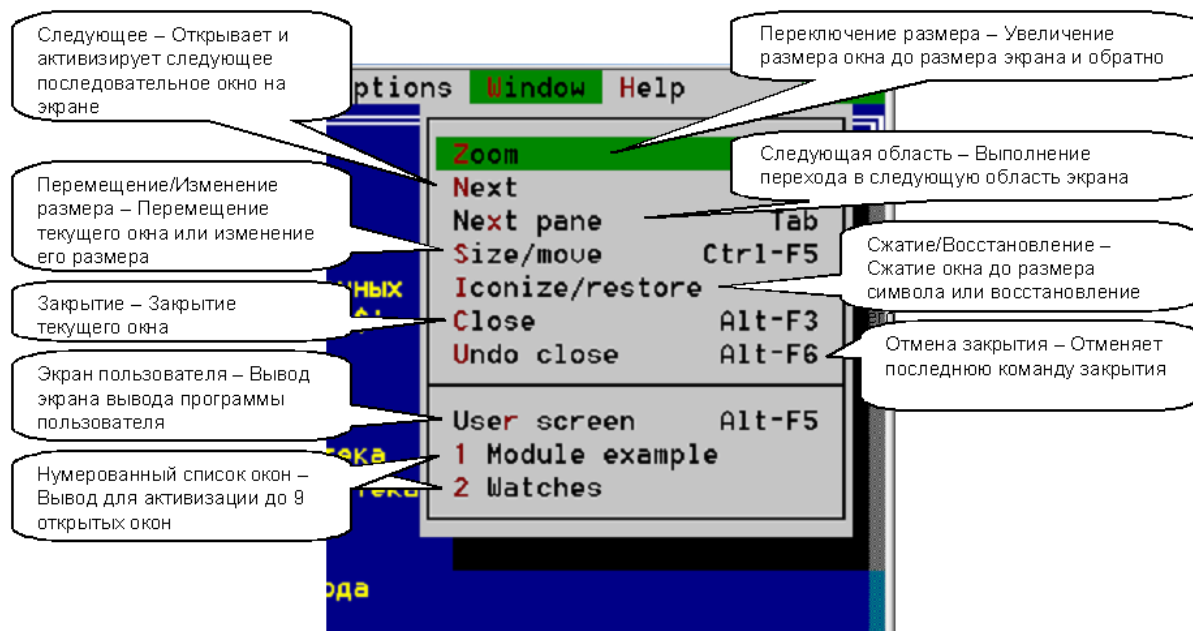 Следующее – Открывает и
активизирует следующее
последовательное окно на
экране
Переключение размера – Увеличение
размера окна до размера экрана и обратно
ptions Window Help
Zoom
Next
Next pane Tab
Size/move Ctrl-F5
Iconize/restore
Close Alt-F3
Undo close Alt-F6
User screen Alt-F5
1 Module example
2 Watches
Следующая область – Выполнение
перехода в следующую область экрана
Перемещение/Изменение
размера – Перемещение
текущего окна или изменение
его размера
Сжатие/Восстановление –
Сжатие окна до размера
символа или восстановление
Закрытие – Закрытие
текущего окна
Отмена закрытия – Отменяет
последнюю команду закрытия
Экран пользователя – Вывод
экрана вывода программы
пользователя
Нумерованный список окон –
Вывод для активизации до 9
открытых окон